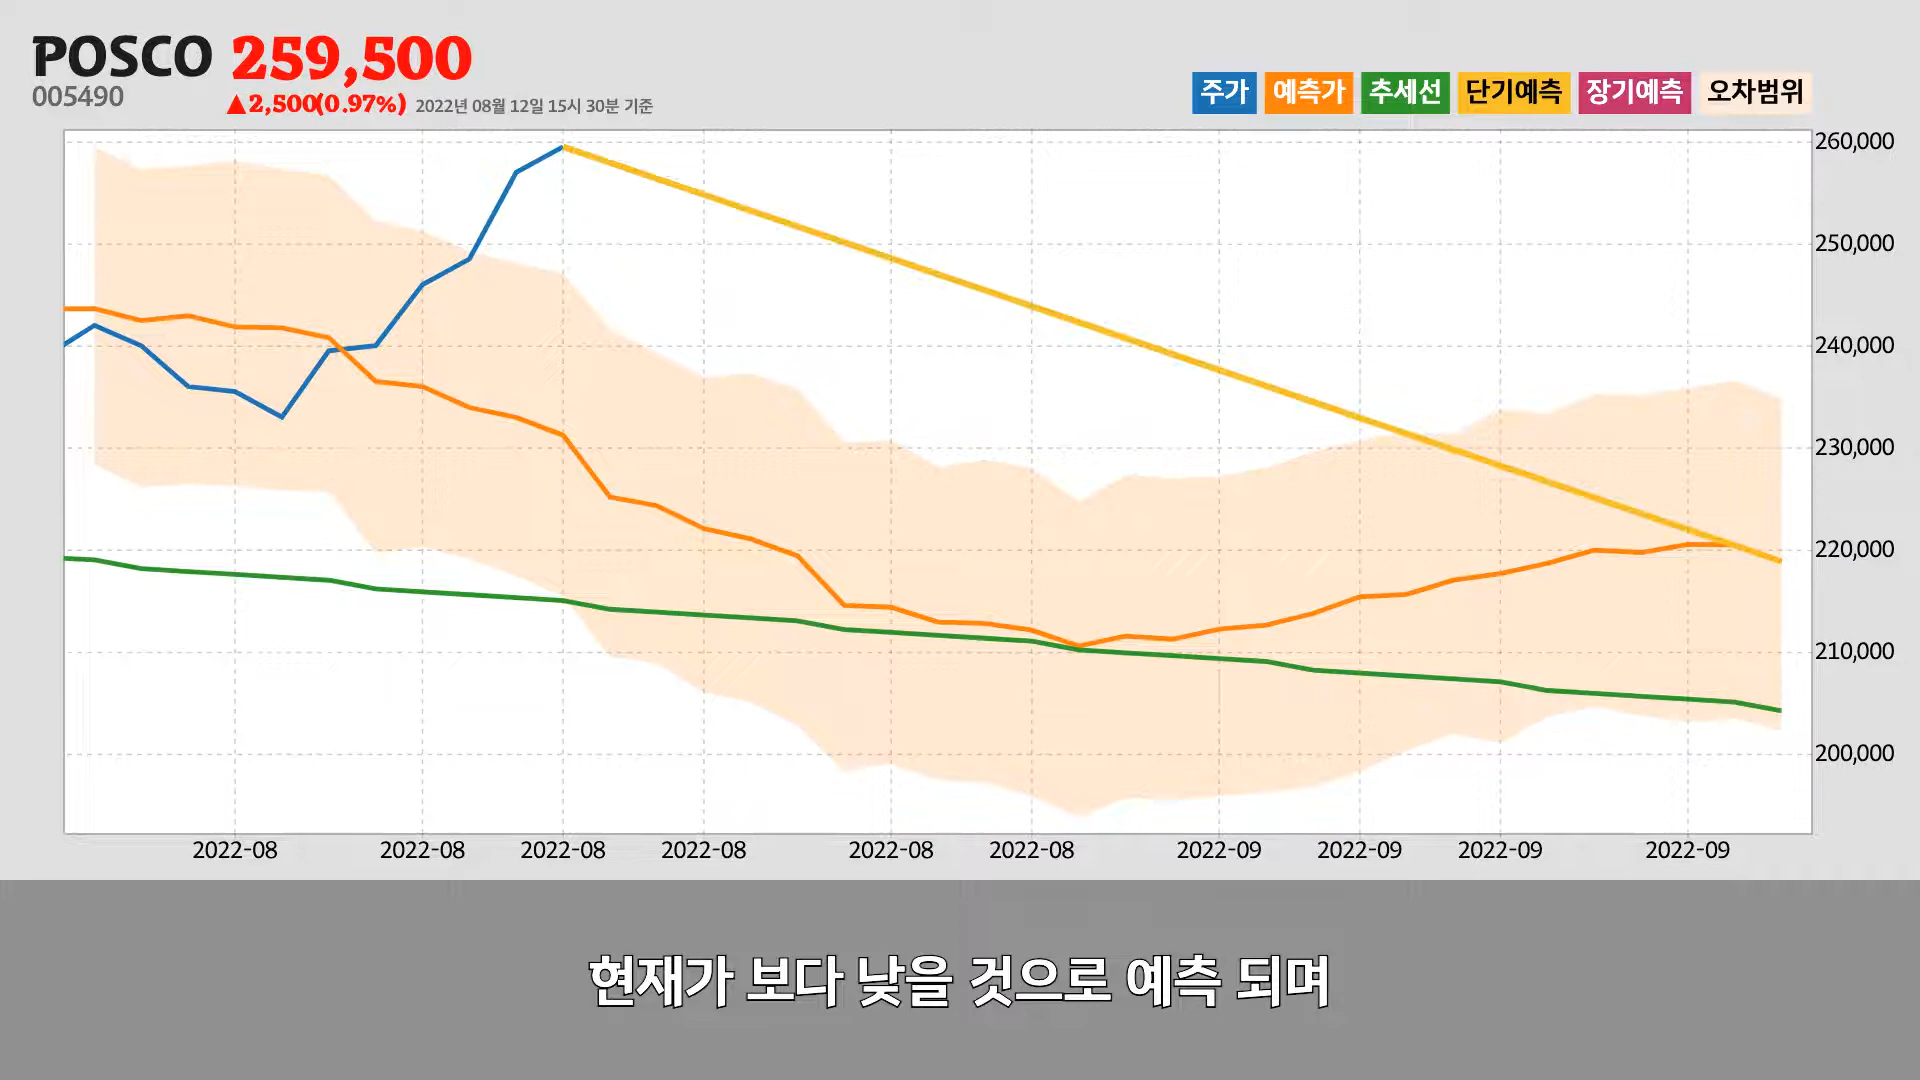 POSCO 259,500
005490
▲2,500(0.97%) 2022년 08월 12일 15시 30분 기준
주가 예측가 추세선 단기예측 장기예측 오차범위
260,000
250,000
240,000
230,000
220,000
210,000
200,000
2022-08 2022-08 2022-08 2022-08 2022-08 2022-08 2022-09 2022-09 2022-09 2022-09
현재가 보다 낮을 것으로 예측 되며